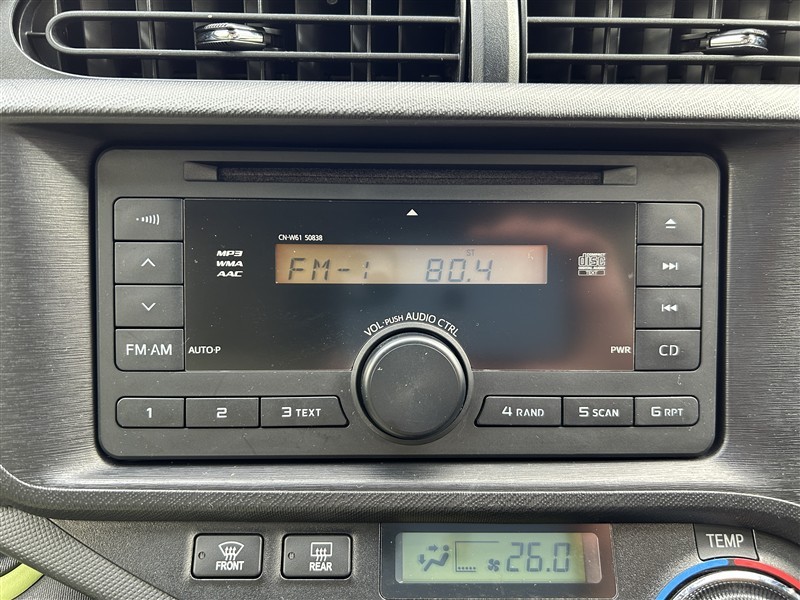 CN-W61 50838
MP3
WMA
AAC
ST
FM-1 80.4
disc
TEXT
VOL·PUSH AUDIO CTRL
FM·AM
AUTO·P
PWR
CD
1
2
3 TEXT
4 RAND
5 SCAN
6 RPT
FRONT
REAR
26.0
TEMP